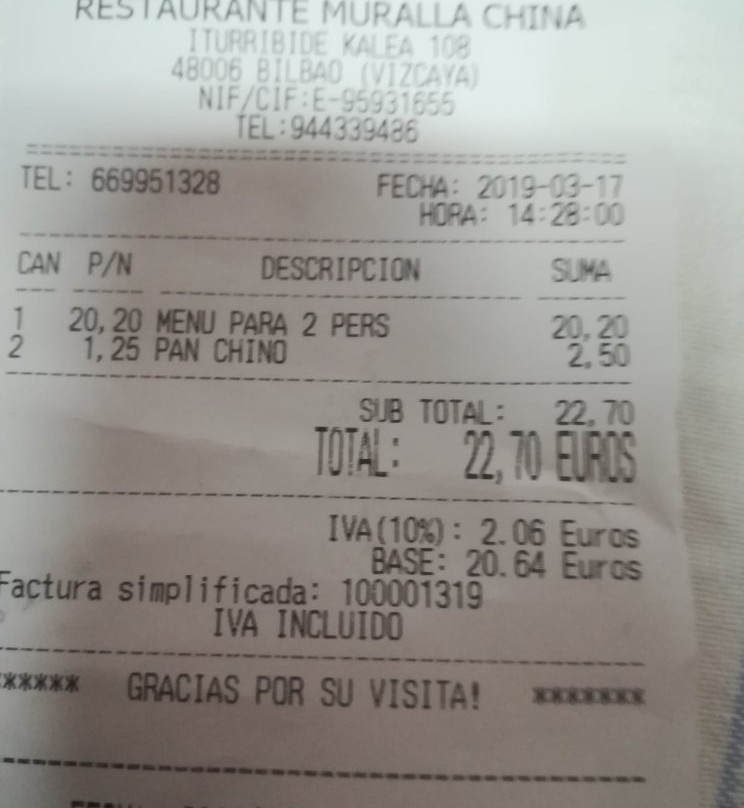 RESTAURANTE MURALLA CHINA
ITURRIBIDE KALEA 108
48006 BILBAO (VIZCAYA)
NIF/CIF:E-95931655
TEL:944339486
TEL: 669951328 FECHA: 2019-03-17
HORA: 14:28:00
CAN P/N DESCRIPCION SUMA
1 20,20 MENU PARA 2 PERS 20,20
2 1,25 PAN CHINO 2,50
SUB TOTAL: 22,70
TOTAL: 22,70 EUROS
IVA(10%): 2.06 Euros
BASE: 20.64 Euros
Factura simplificada: 100001319
IVA INCLUIDO
***** GRACIAS POR SU VISITA! *******